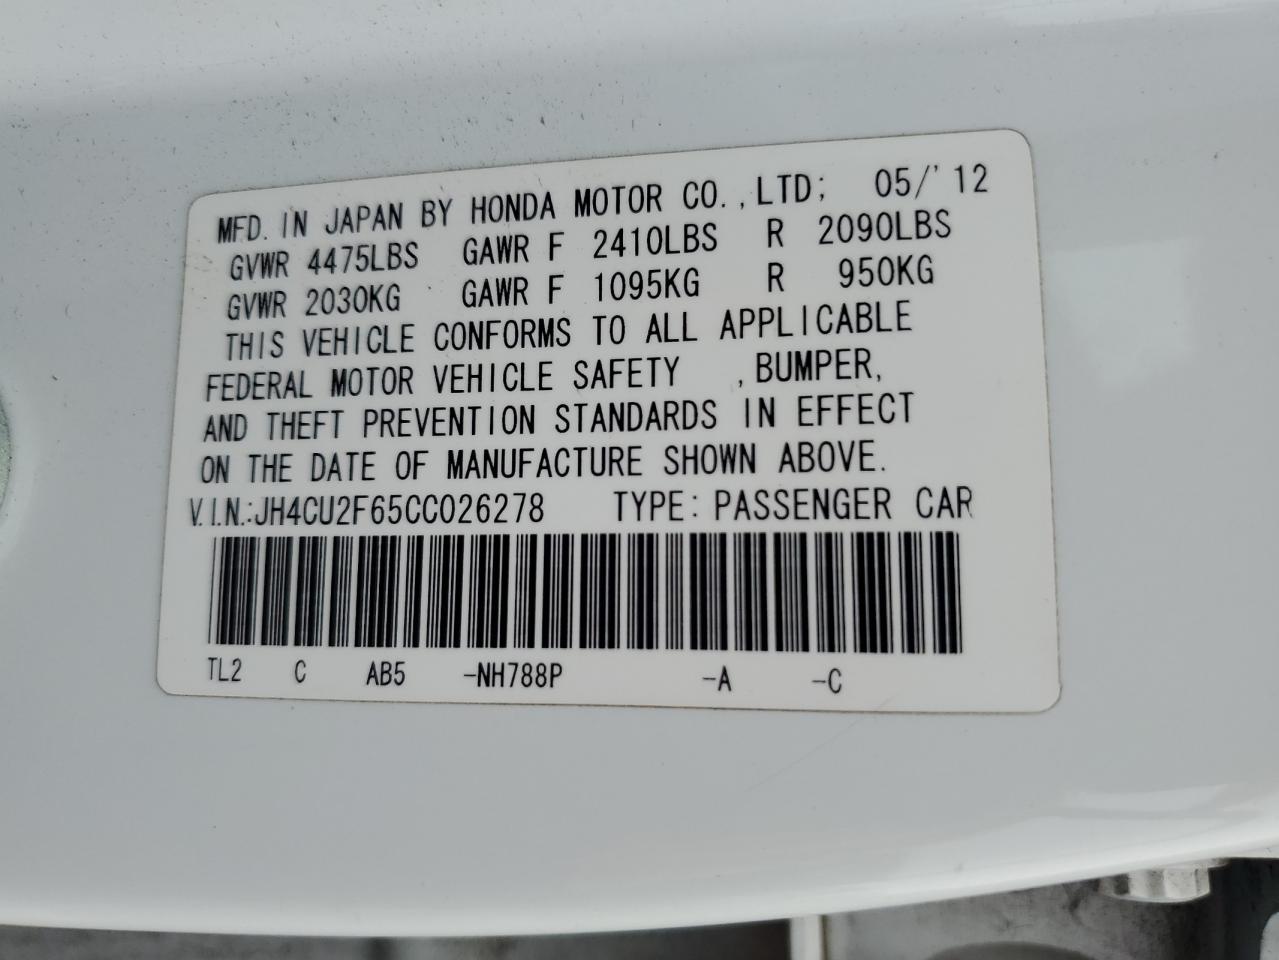 MFD. IN JAPAN BY HONDA MOTOR CO.,LTD; 05/'12
GVWR 4475LBS GAWR F 2410LBS R 2090LBS
GVWR 2030KG GAWR F 1095KG R 950KG
THIS VEHICLE CONFORMS TO ALL APPLICABLE
FEDERAL MOTOR VEHICLE SAFETY , BUMPER,
AND THEFT PREVENTION STANDARDS IN EFFECT
ON THE DATE OF MANUFACTURE SHOWN ABOVE.
V.I.N.:JH4CU2F65CC026278 TYPE: PASSENGER CAR
TL2 C AB5 -NH788P -A -C